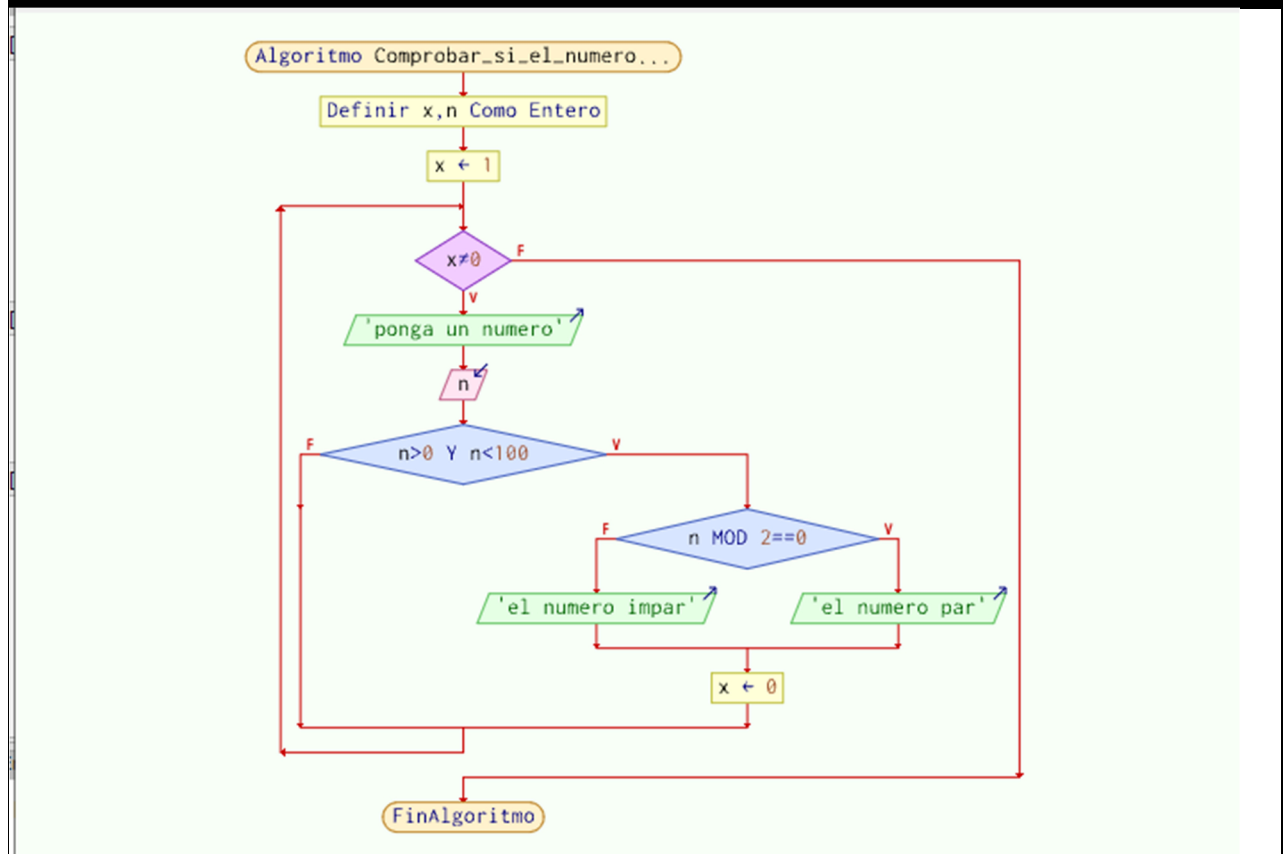 Algoritmo Comprobar_si_el_numero...
Definir x,n Como Entero
x ← 1
x≠0
F
V
'ponga un numero'
n
F
n>0 Y n<100
V
F
n MOD 2==0
V
'el numero impar'
'el numero par'
x ← 0
FinAlgoritmo